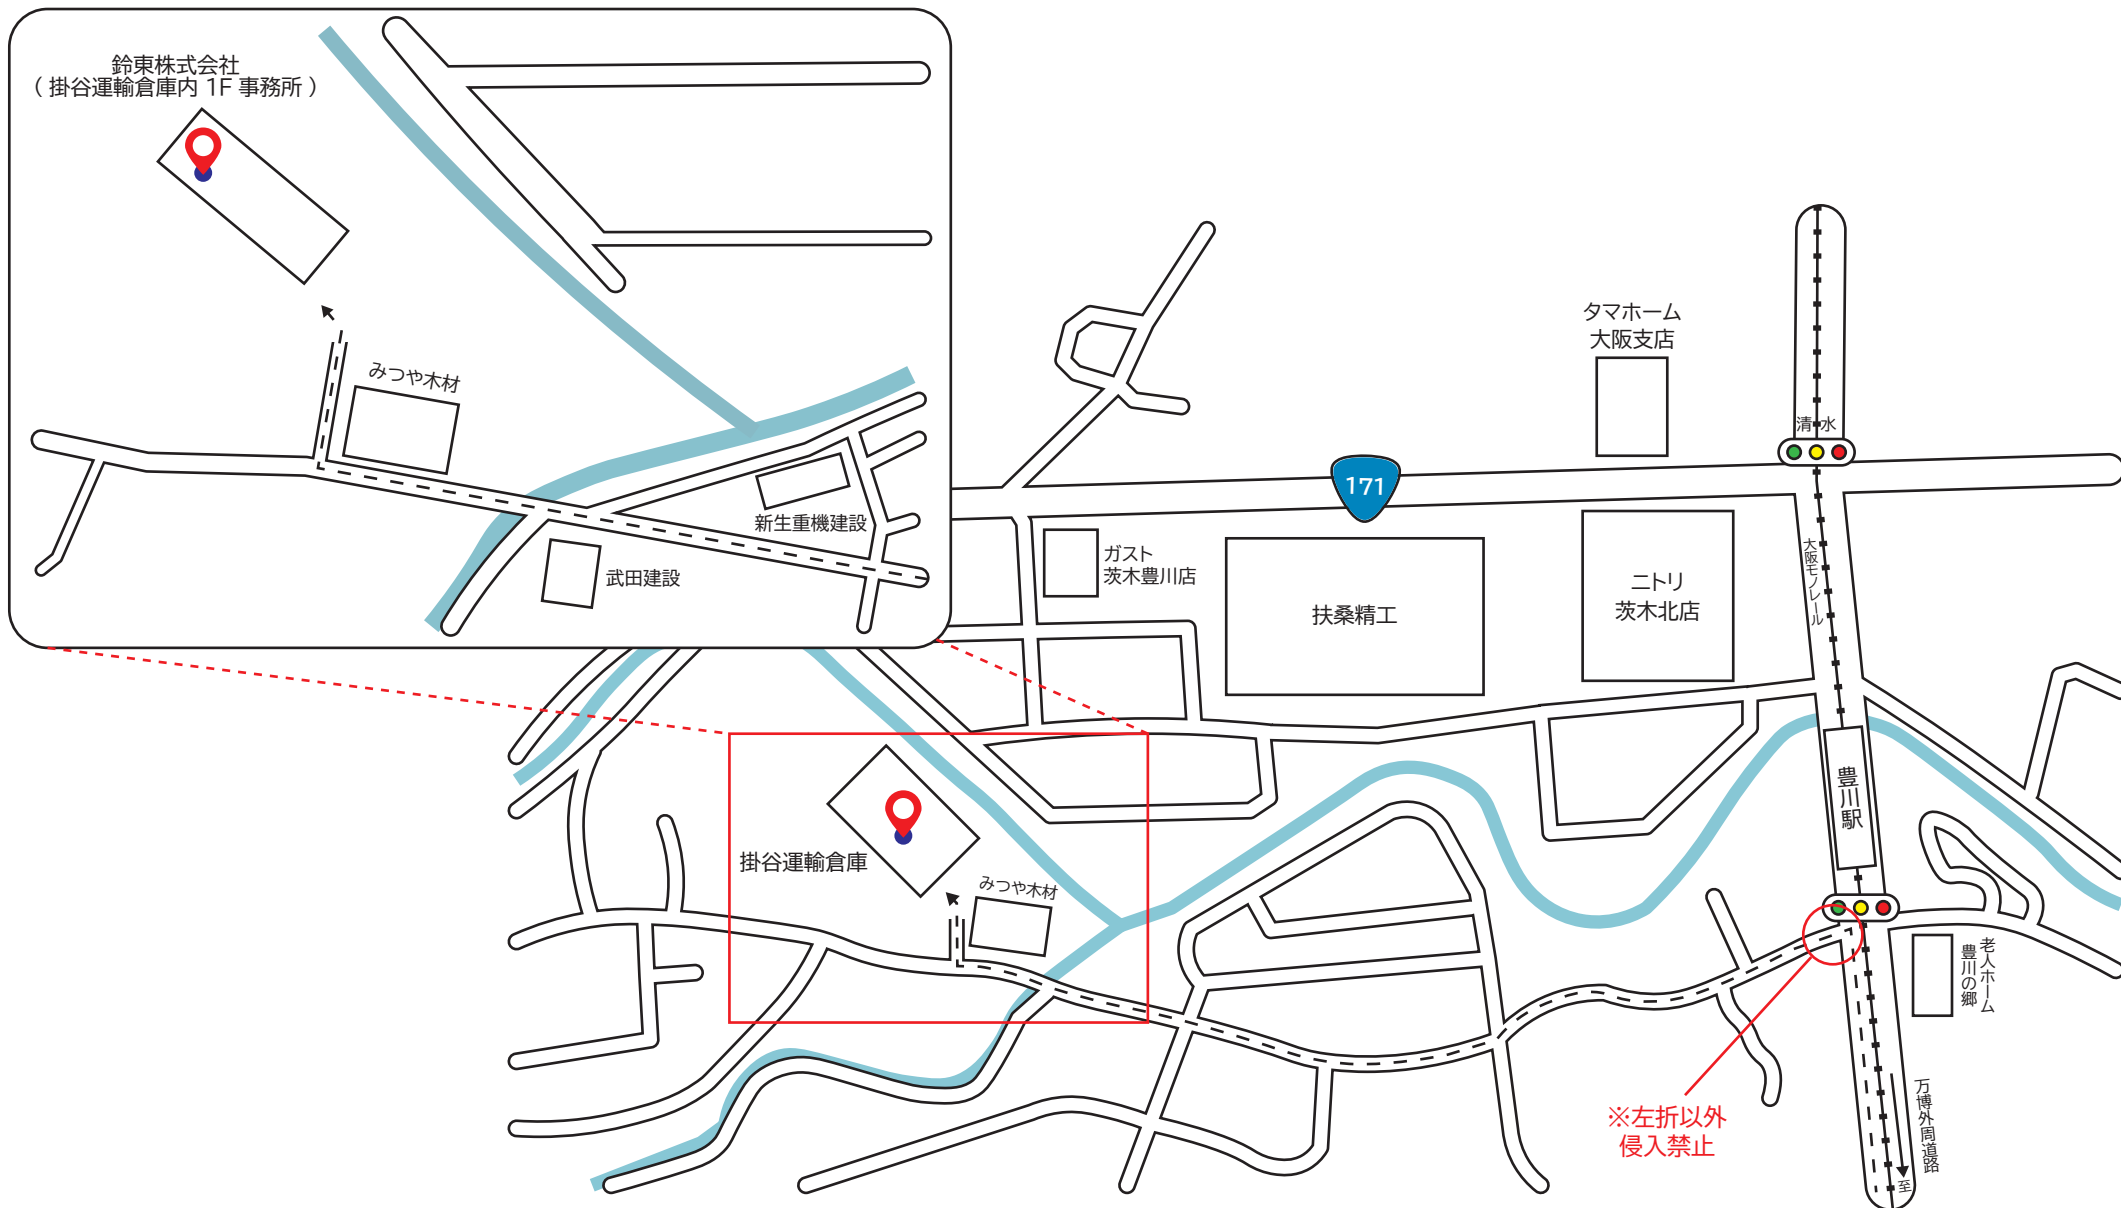 鈴東株式会社
（ 掛谷運輸倉庫内 1F 事務所 ）
みつや木材
新生重機建設
武田建設
タマホーム
大阪支店
清水
171
ガスト
茨木豊川店
扶桑精工
ニトリ
茨木北店
大阪モノレール
豊川駅
掛谷運輸倉庫
みつや木材
老人ホーム
豊川の郷
※左折以外
侵入禁止
万博外周道路
至